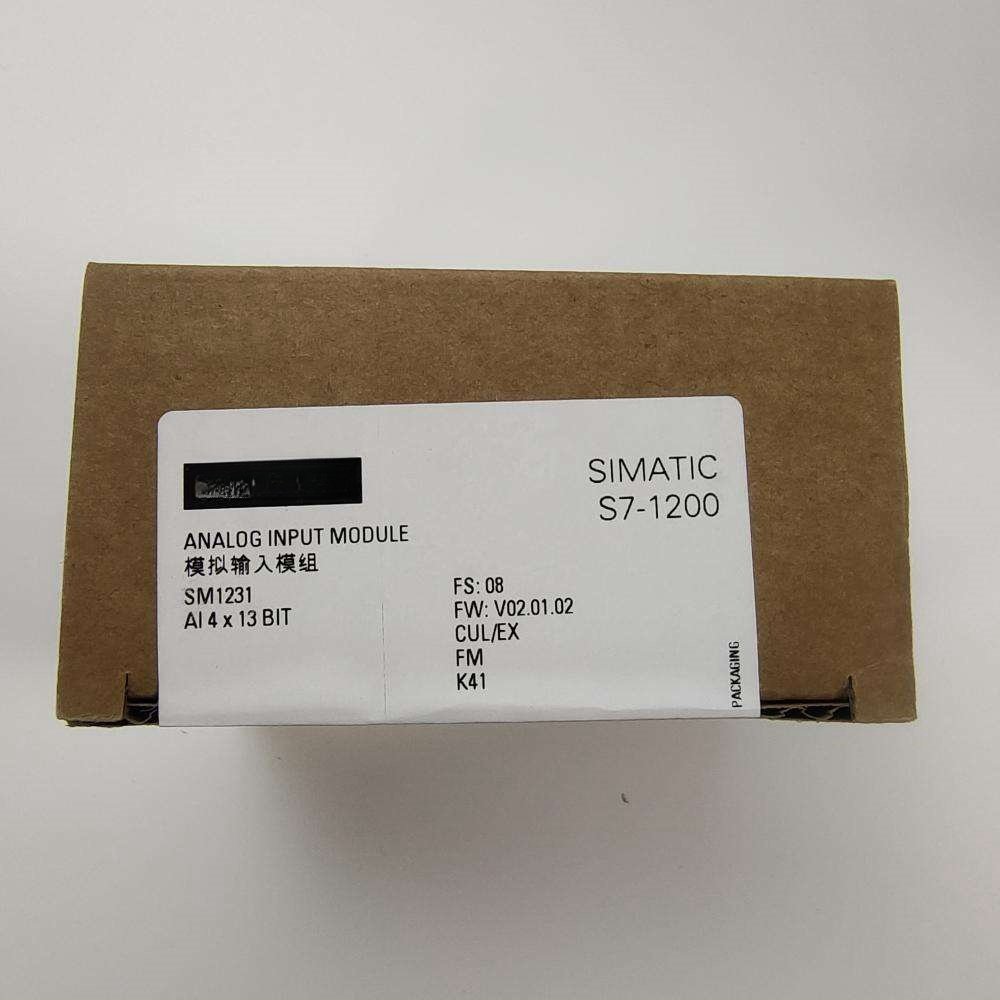 SIMATIC
S7-1200
ANALOG INPUT MODULE
模拟输入模组
SM1231
AI 4 x 13 BIT
FS: 08
FW: V02.01.02
CUL/EX
FM
K41
PACKAGING